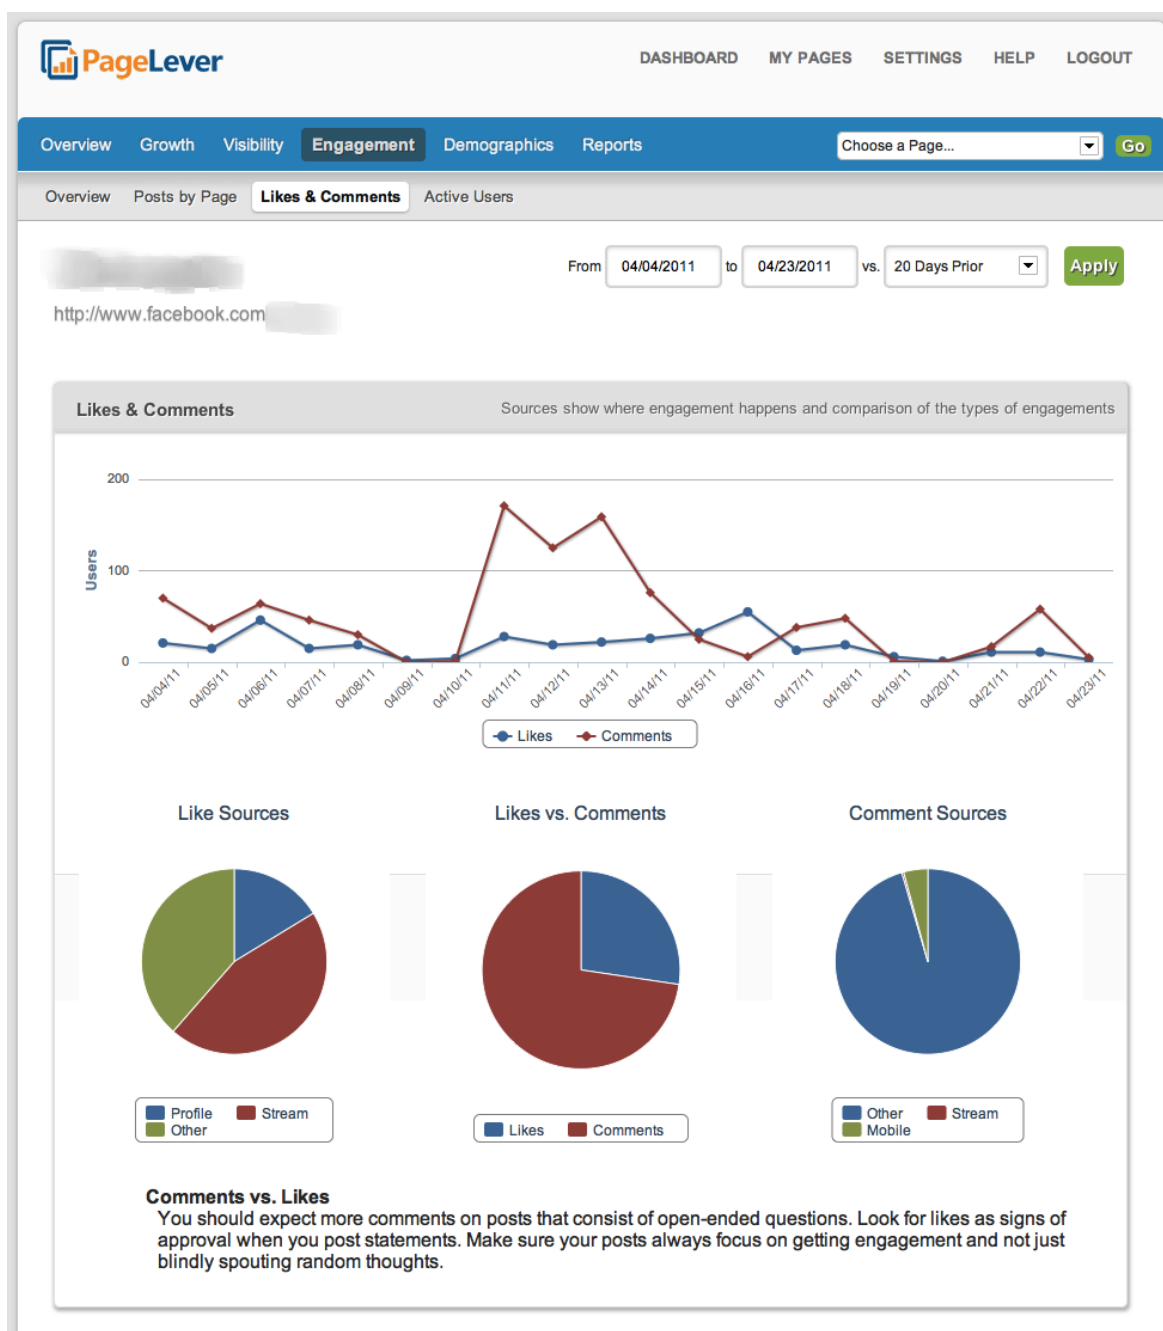 PageLever
DASHBOARD MY PAGES SETTINGS HELP LOGOUT
Overview Growth Visibility Engagement Demographics Reports Choose a Page... Go
Overview Posts by Page Likes & Comments Active Users
From 04/04/2011 to 04/23/2011 vs. 20 Days Prior Apply
http://www.facebook.com
Likes & Comments Sources show where engagement happens and comparison of the types of engagements
200
100
0
Users
04/04/11 04/05/11 04/06/11 04/07/11 04/08/11 04/09/11 04/10/11 04/11/11 04/12/11 04/13/11 04/14/11 04/15/11 04/16/11 04/17/11 04/18/11 04/19/11 04/20/11 04/21/11 04/22/11 04/23/11
Likes Comments
Like Sources Likes vs. Comments Comment Sources
Profile Stream
Other
Likes Comments
Other Stream
Mobile
Comments vs. Likes
You should expect more comments on posts that consist of open-ended questions. Look for likes as signs of
approval when you post statements. Make sure your posts always focus on getting engagement and not just
blindly spouting random thoughts.